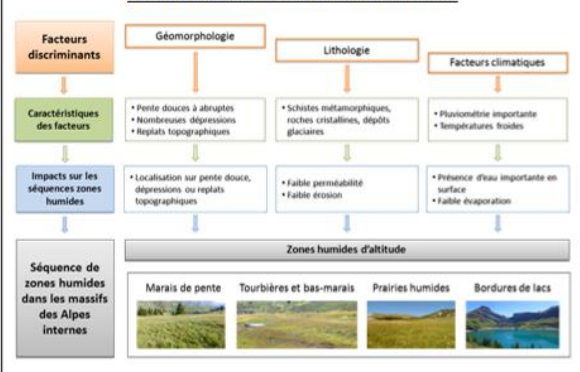 Facteurs
discriminants
Géomorphologie
Lithologie
Facteurs climatiques
Caractéristiques
des facteurs
• Pente douces à abruptes
• Nombreuses dépressions
• Replats topographiques
• Schistes métamorphiques,
roches cristallines, dépôts
glaciaires
• Pluviométrie importante
• Températures froides
Impacts sur les
séquences zones
humides
• Localisation sur pente douce,
dépressions ou replats
topographiques
• Faible perméabilité
• Faible érosion
• Présence d'eau importante en
surface
• Faible évaporation
Séquence de
zones humides
dans les massifs
des Alpes
internes
Zones humides d'altitude
Marais de pente
Tourbières et bas-marais
Prairies humides
Bordures de lacs